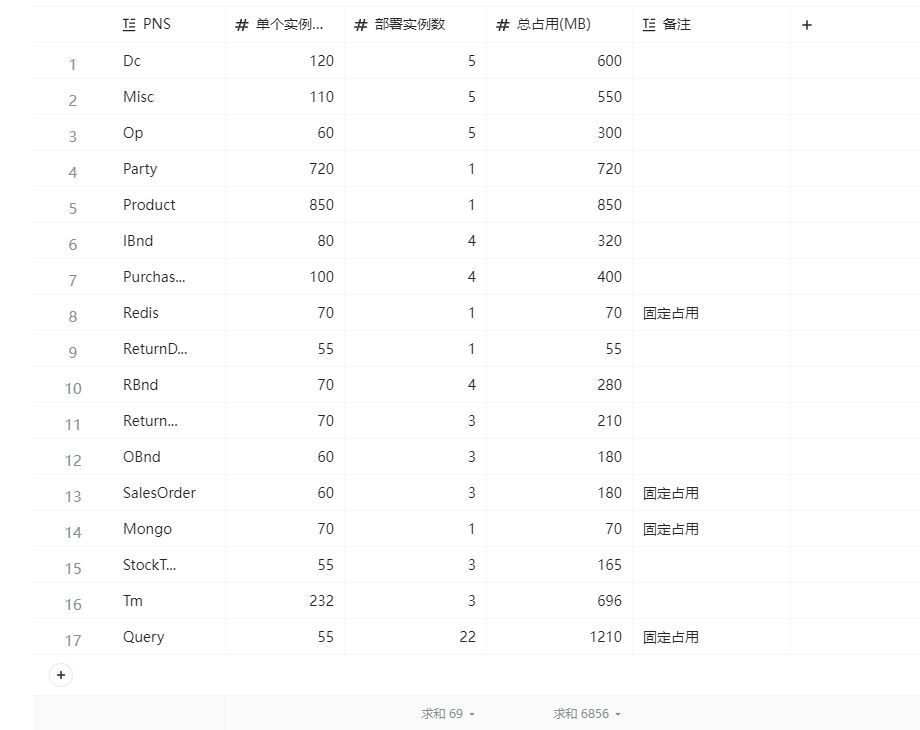 PNS # 单个实例... # 部署实例数 # 总占用(MB) 备注 +
1 Dc 120 5 600
2 Misc 110 5 550
3 Op 60 5 300
4 Party 720 1 720
5 Product 850 1 850
6 IBnd 80 4 320
7 Purchas... 100 4 400
8 Redis 70 1 70 固定占用
9 ReturnD... 55 1 55
10 RBnd 70 4 280
11 Return... 70 3 210
12 OBnd 60 3 180
13 SalesOrder 60 3 180 固定占用
14 Mongo 70 1 70 固定占用
15 StockT... 55 3 165
16 Tm 232 3 696
17 Query 55 22 1210 固定占用
+
求和 69 求和 6856